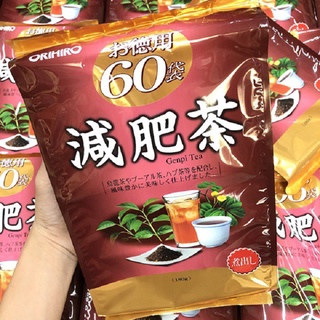 ORIHIRO
お徳用
60袋
減肥茶
Genpi Tea
烏龍茶やプーアル茶、ハブ茶等を配合し、
風味豊かに美味しく仕上げました。
煮出し